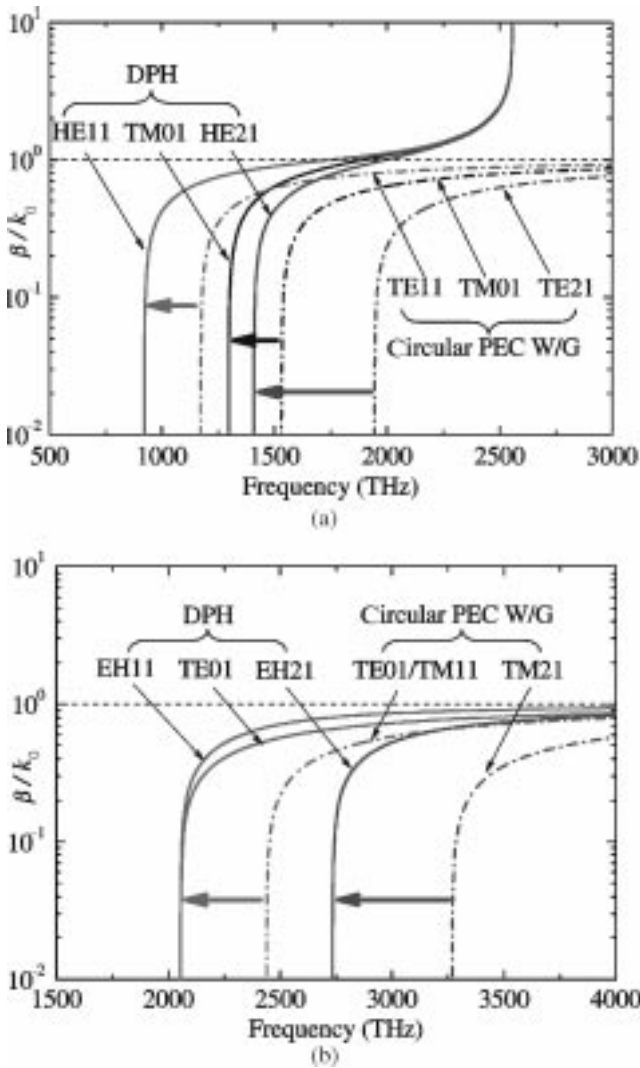 10¹
DPH
HE11 TM01 HE21
10⁰
β / k₀
10⁻¹
TE11 TM01 TE21
Circular PEC W/G
10⁻²
500 1000 1500 2000 2500 3000
Frequency (THz)
(a)
10¹
DPH Circular PEC W/G
EH11 TE01 EH21 TE01/TM11 TM21
10⁰
β / k₀
10⁻¹
10⁻²
1500 2000 2500 3000 3500 4000
Frequency (THz)
(b)